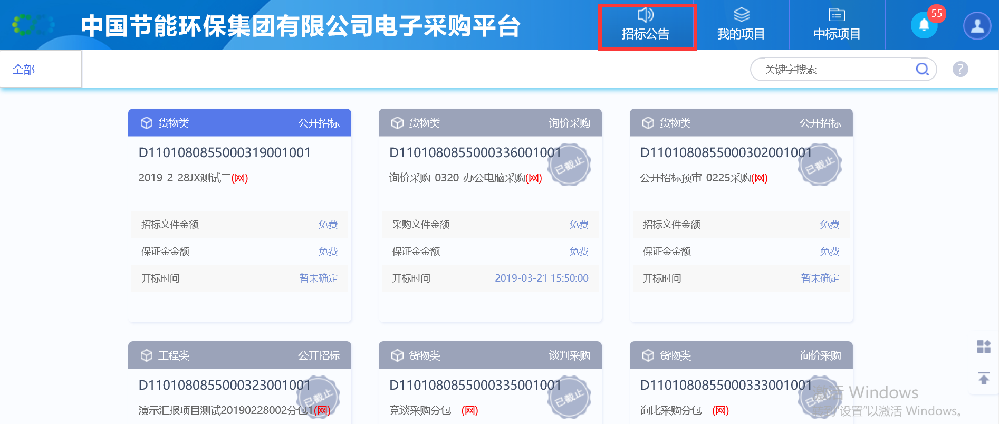 中国节能环保集团有限公司电子采购平台
招标公告
我的项目
中标项目
55
全部
关键字搜索
?
货物类 公开招标
D1101080855000319001001
2019-2-28JX测试二(网)
招标文件金额 免费
保证金金额 免费
开标时间 暂未确定
货物类 询价采购
D1101080855000336001001
已截止
询价采购-0320-办公电脑采购(网)
采购文件金额 免费
保证金金额 免费
开标时间 2019-03-21 15:50:00
货物类 公开招标
D1101080855000302001001
已截止
公开招标预审-0225采购(网)
招标文件金额 免费
保证金金额 免费
开标时间 暂未确定
工程类 公开招标
D1101080855000323001001
已截止
演示汇报项目测试20190228002分包1(网)
货物类 谈判采购
D1101080855000335001001
已截止
竞谈采购分包一(网)
货物类 询价采购
D1101080855000333001001
已截止
询比采购分包一(网)
激活 Windows
转到“设置”以激活 Windows。